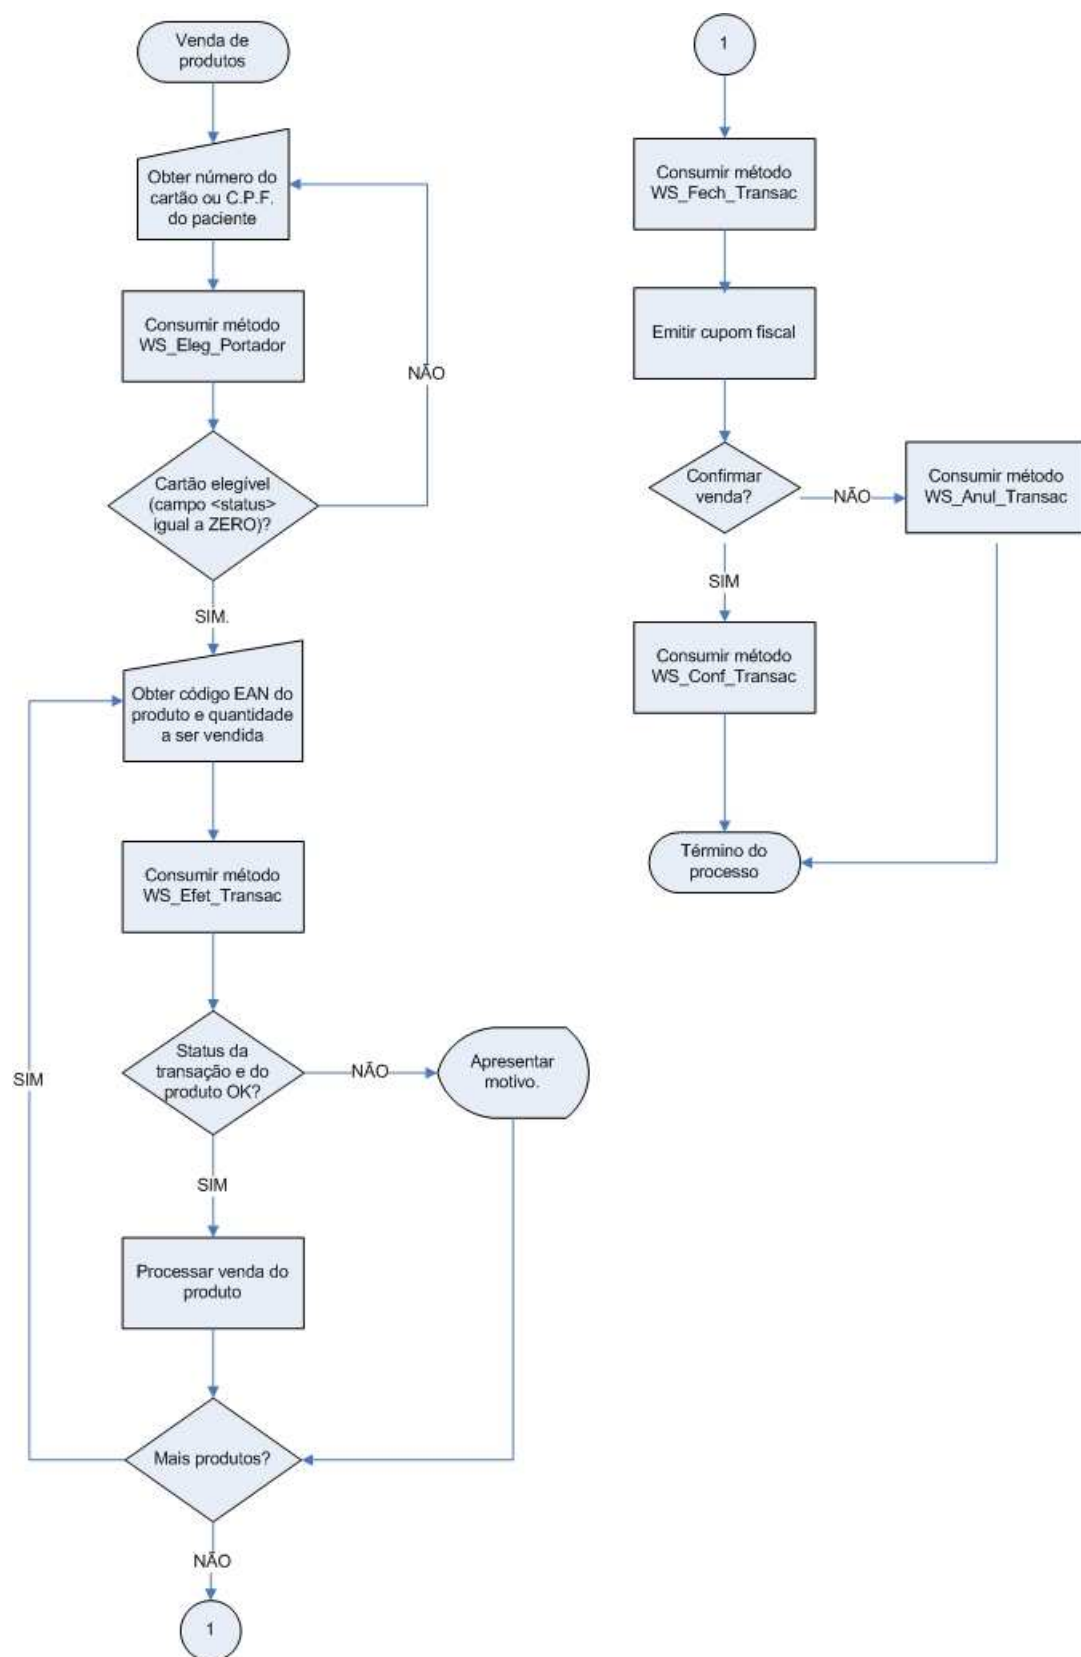 Venda de
produtos
Obter número do
cartão ou C.P.F.
do paciente
Consumir método
WS_Eleg_Portador
NÃO
Cartão elegível
(campo <status>
igual a ZERO)?
SIM.
Obter código EAN do
produto e quantidade
a ser vendida
Consumir método
WS_Efet_Transac
Status da
transação e do
produto OK?
NÃO
Apresentar
motivo.
SIM
SIM
Processar venda do
produto
Mais produtos?
NÃO
1
1
Consumir método
WS_Fech_Transac
Emitir cupom fiscal
Confirmar
venda?
NÃO
Consumir método
WS_Anul_Transac
SIM
Consumir método
WS_Conf_Transac
Término do
processo